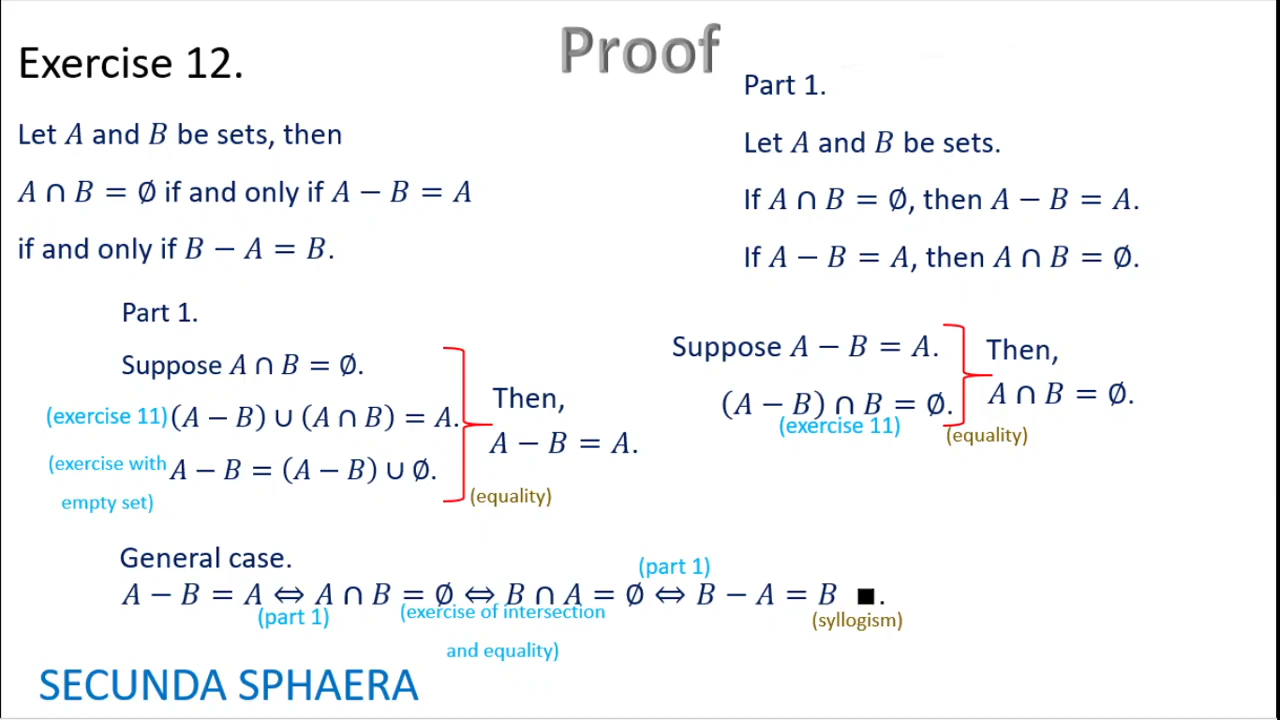 Proof
Exercise 12.
Let A and B be sets, then
A ∩ B = ∅ if and only if A − B = A
if and only if B − A = B.
Part 1.
Let A and B be sets.
If A ∩ B = ∅, then A − B = A.
If A − B = A, then A ∩ B = ∅.
Part 1.
Suppose A ∩ B = ∅.
(exercise 11) (A − B) ∪ (A ∩ B) = A.
(exercise with
empty set)
A − B = (A − B) ∪ ∅.
Then,
A − B = A.
(equality)
Suppose A − B = A.
(A − B) ∩ B = ∅.
(exercise 11)
Then,
A ∩ B = ∅.
(equality)
General case.
(part 1)
A − B = A ⇔ A ∩ B = ∅ ⇔ B ∩ A = ∅ ⇔ B − A = B ■.
(part 1)
(exercise of intersection
and equality)
(syllogism)
SECUNDA SPHAERA